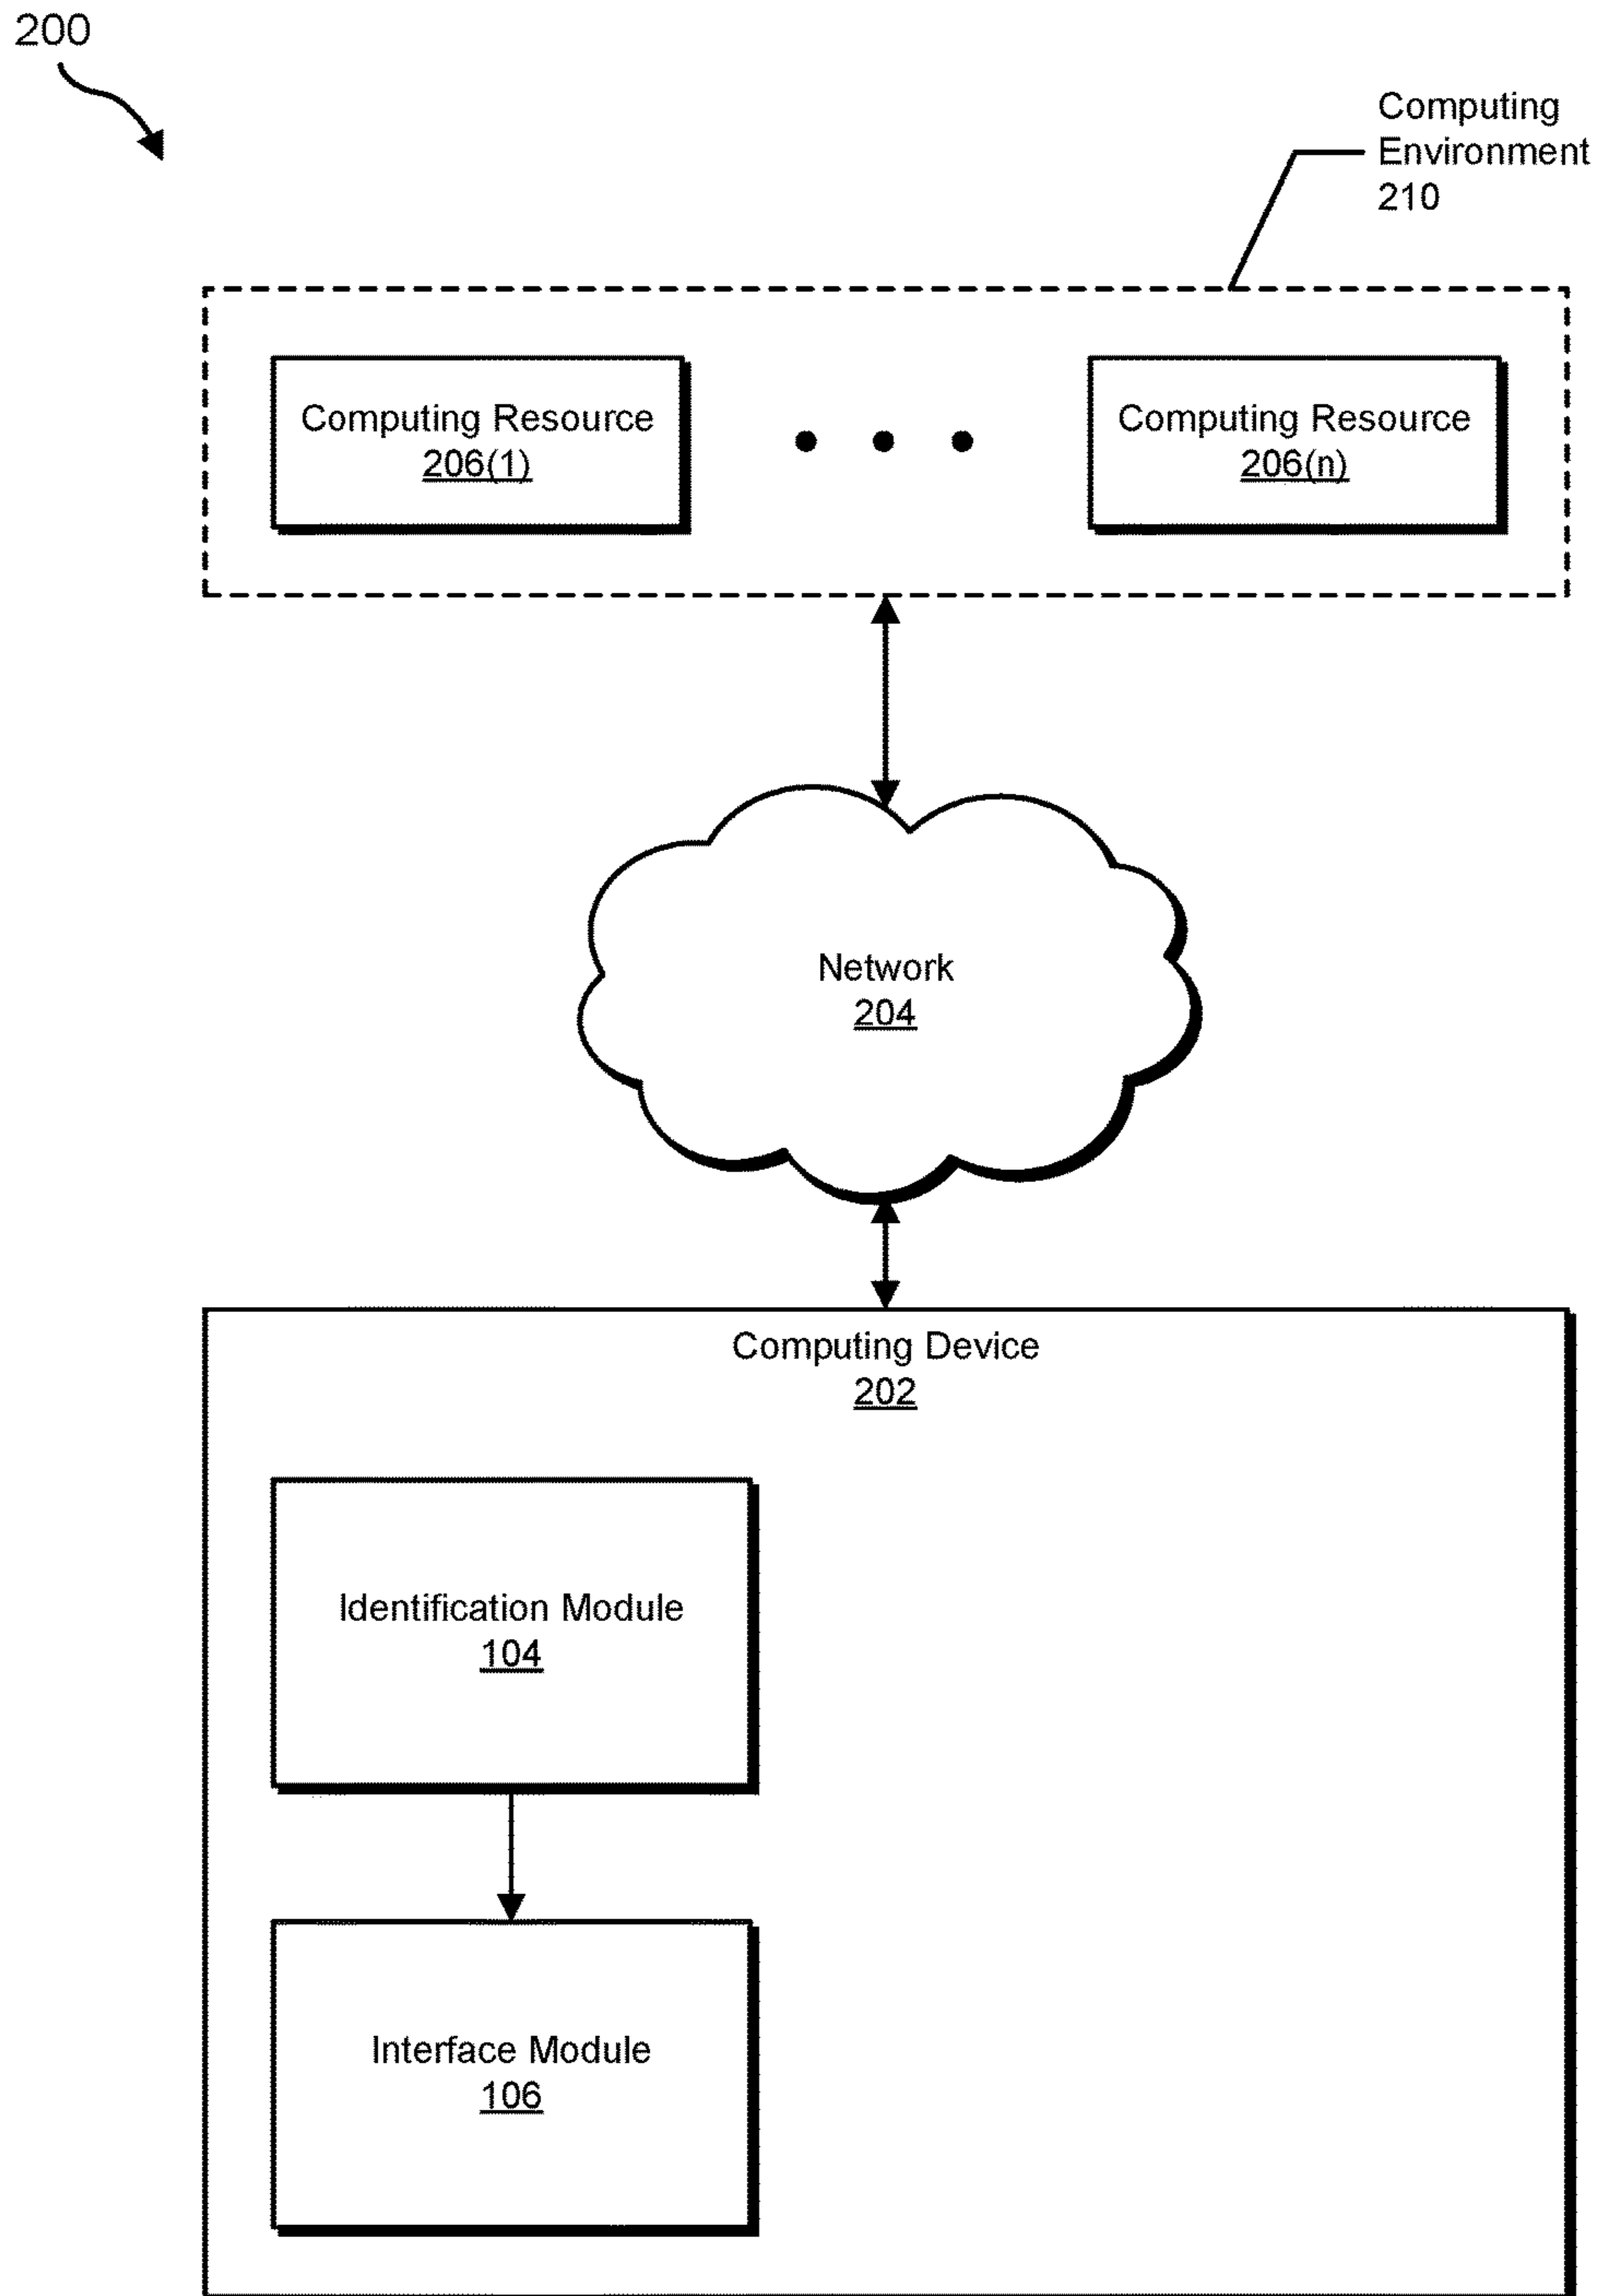 200
Computing
Environment
210
Computing Resource
206(1)
Computing Resource
206(n)
Network
204
Computing Device
202
Identification Module
104
Interface Module
106